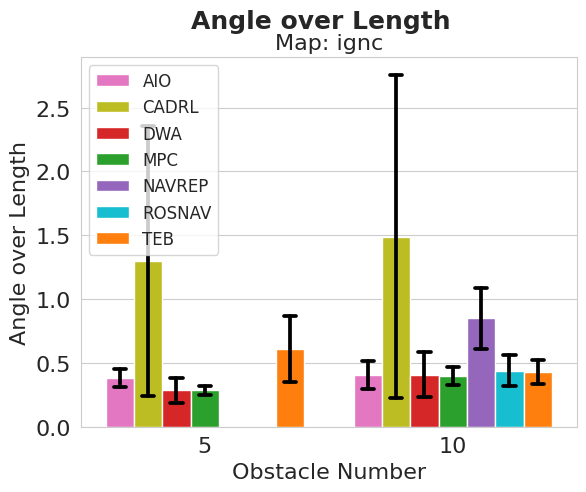 Angle over Length
Map: ignc
AIO
CADRL
DWA
MPC
NAVREP
ROSNAV
TEB
Angle over Length
2.5
2.0
1.5
1.0
0.5
0.0
5
10
Obstacle Number